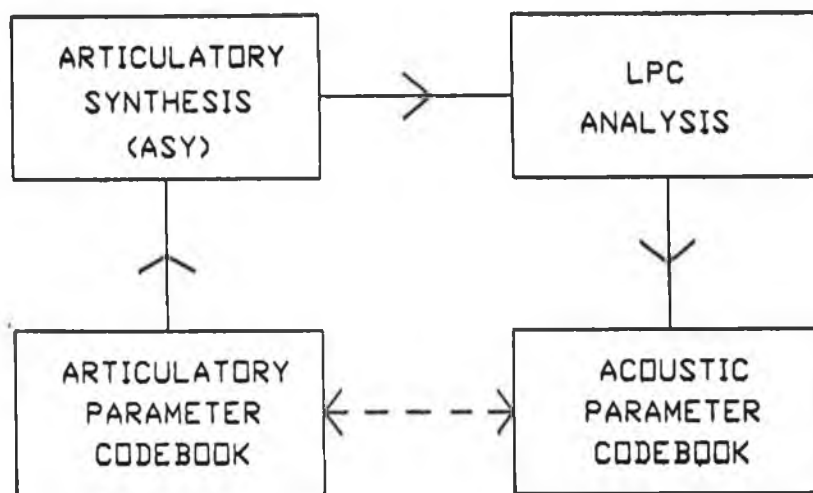 ARTICULATORY
SYNTHESIS
(ASY)
LPC
ANALYSIS
ARTICULATORY
PARAMETER
CODEBOOK
ACOUSTIC
PARAMETER
CODEBOOK